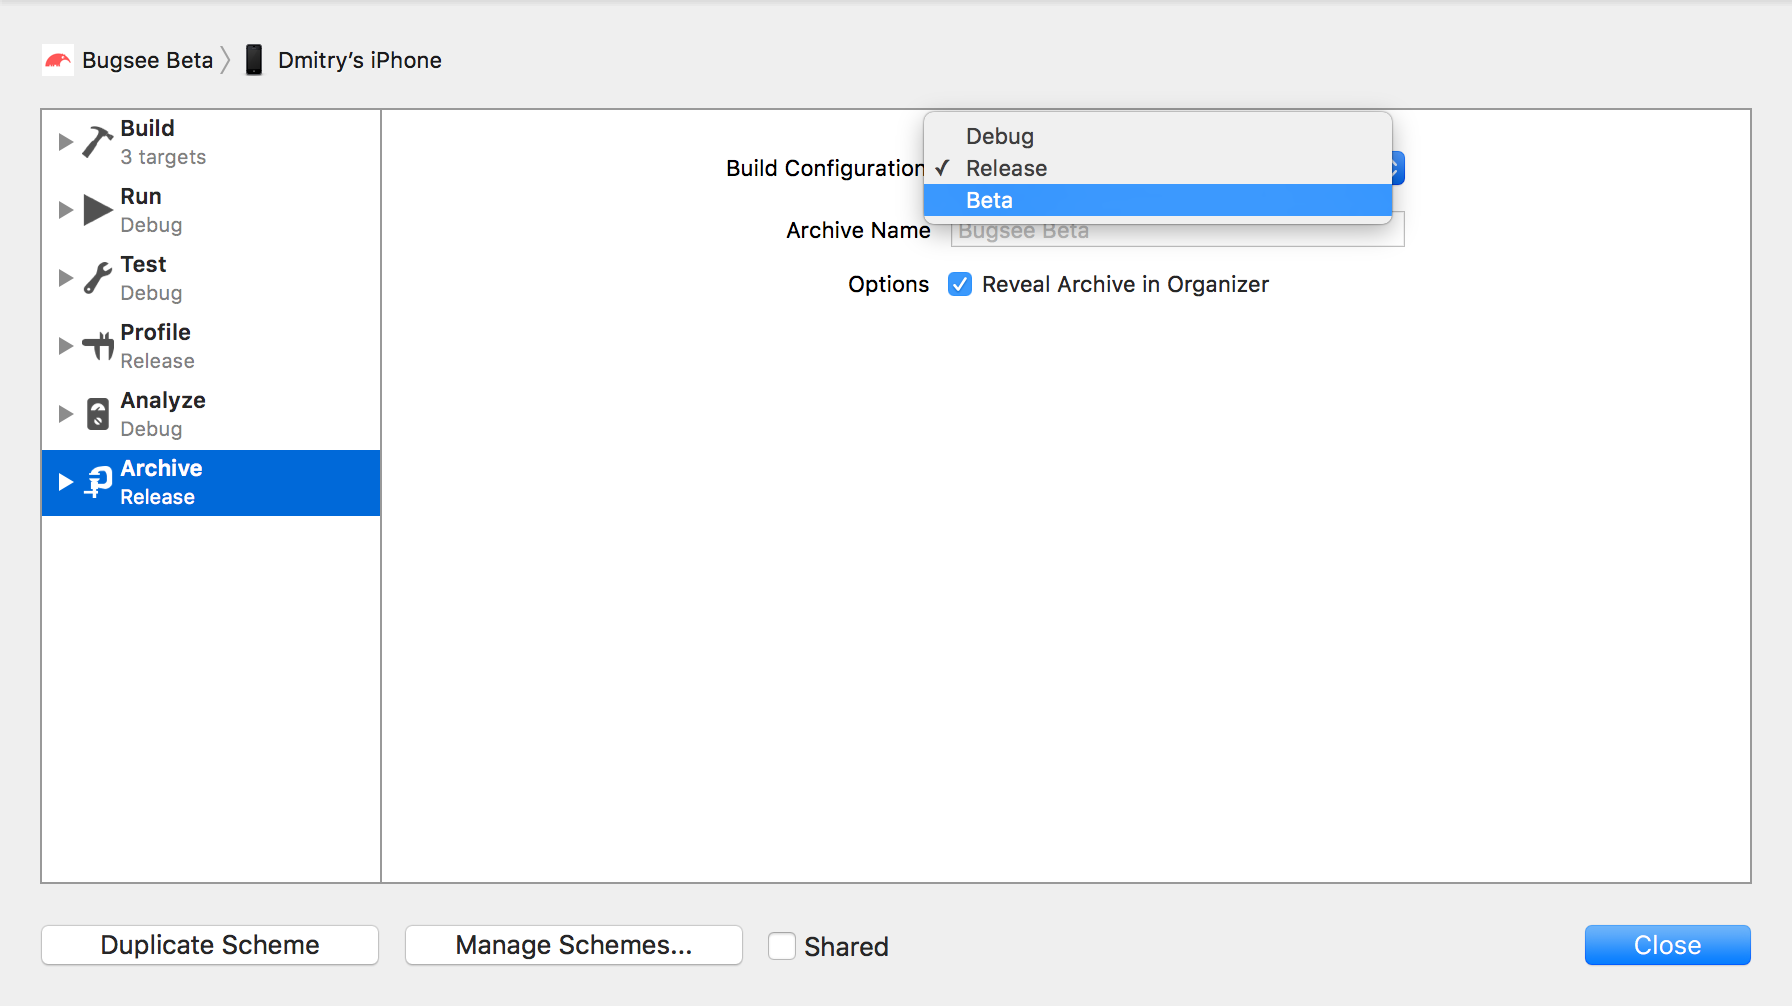 Bugsee Beta
Dmitry’s iPhone
Build
3 targets
Run
Debug
Test
Debug
Profile
Release
Analyze
Debug
Archive
Release
Build Configuration
Debug
✓ Release
Beta
Archive Name
Bugsee Beta
Options
Reveal Archive in Organizer
Duplicate Scheme
Manage Schemes...
Shared
Close